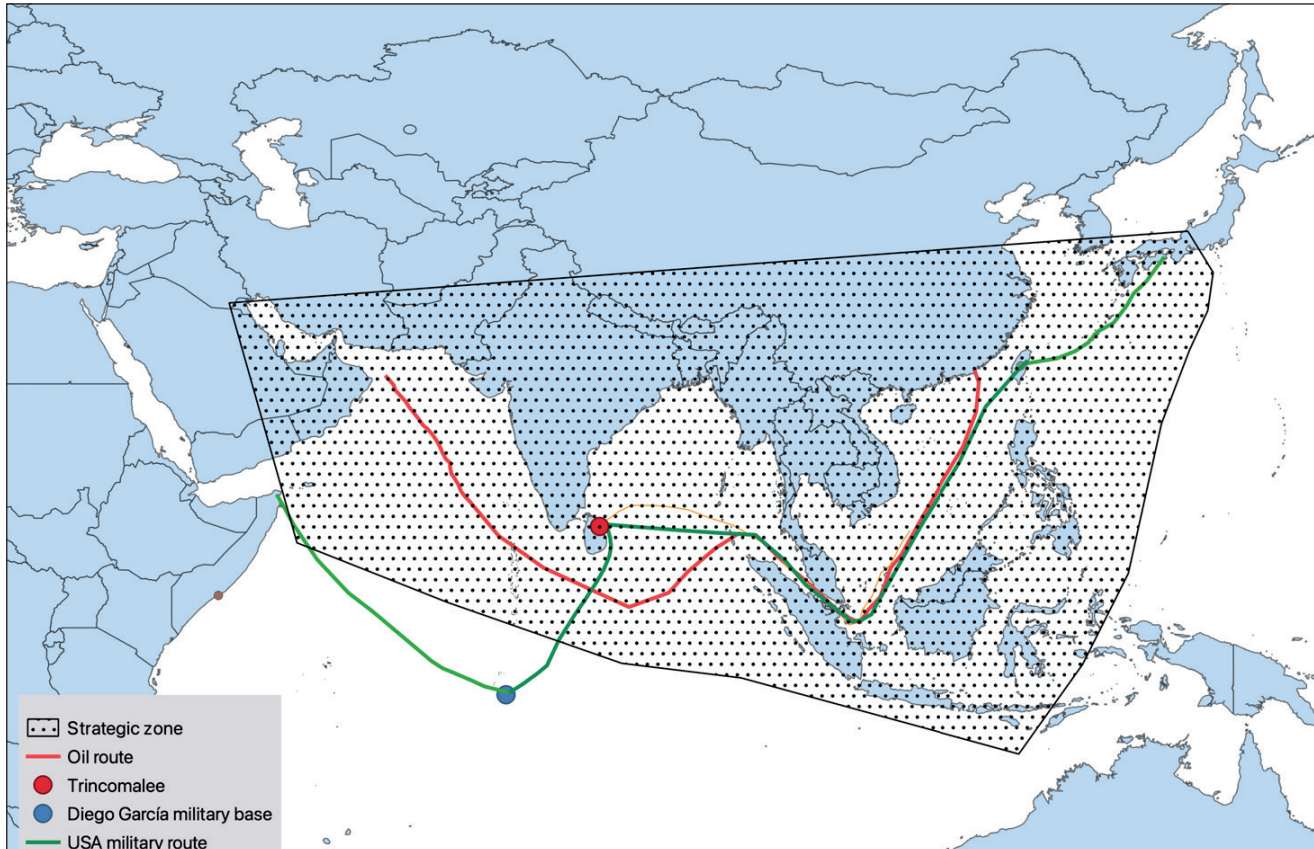 Strategic zone
Oil route
Trincomalee
Diego García military base
USA military route